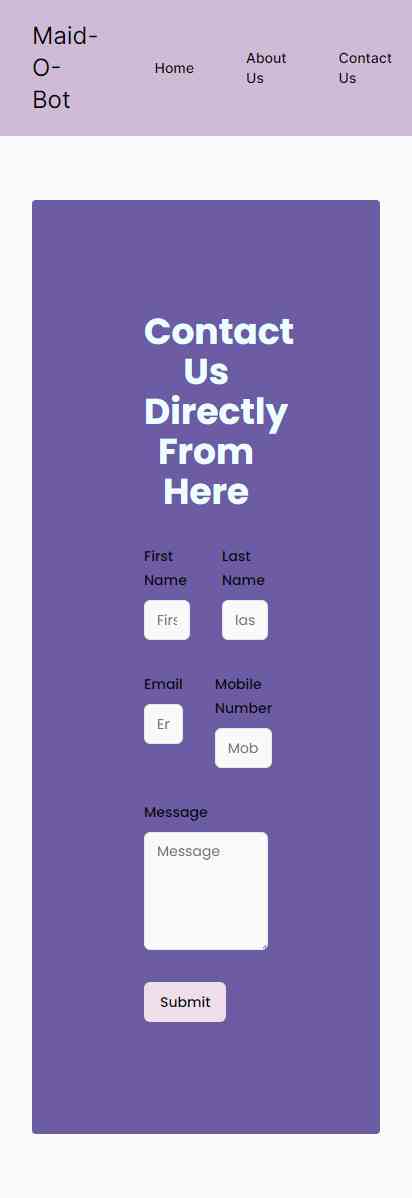 Maid-
O-
Bot
Home
About
Us
Contact
Us
Contact
Us
Directly
From
Here
First
Name
Last
Name
Firs
las
Email
Mobile
Number
Er
Mob
Message
Message
Submit